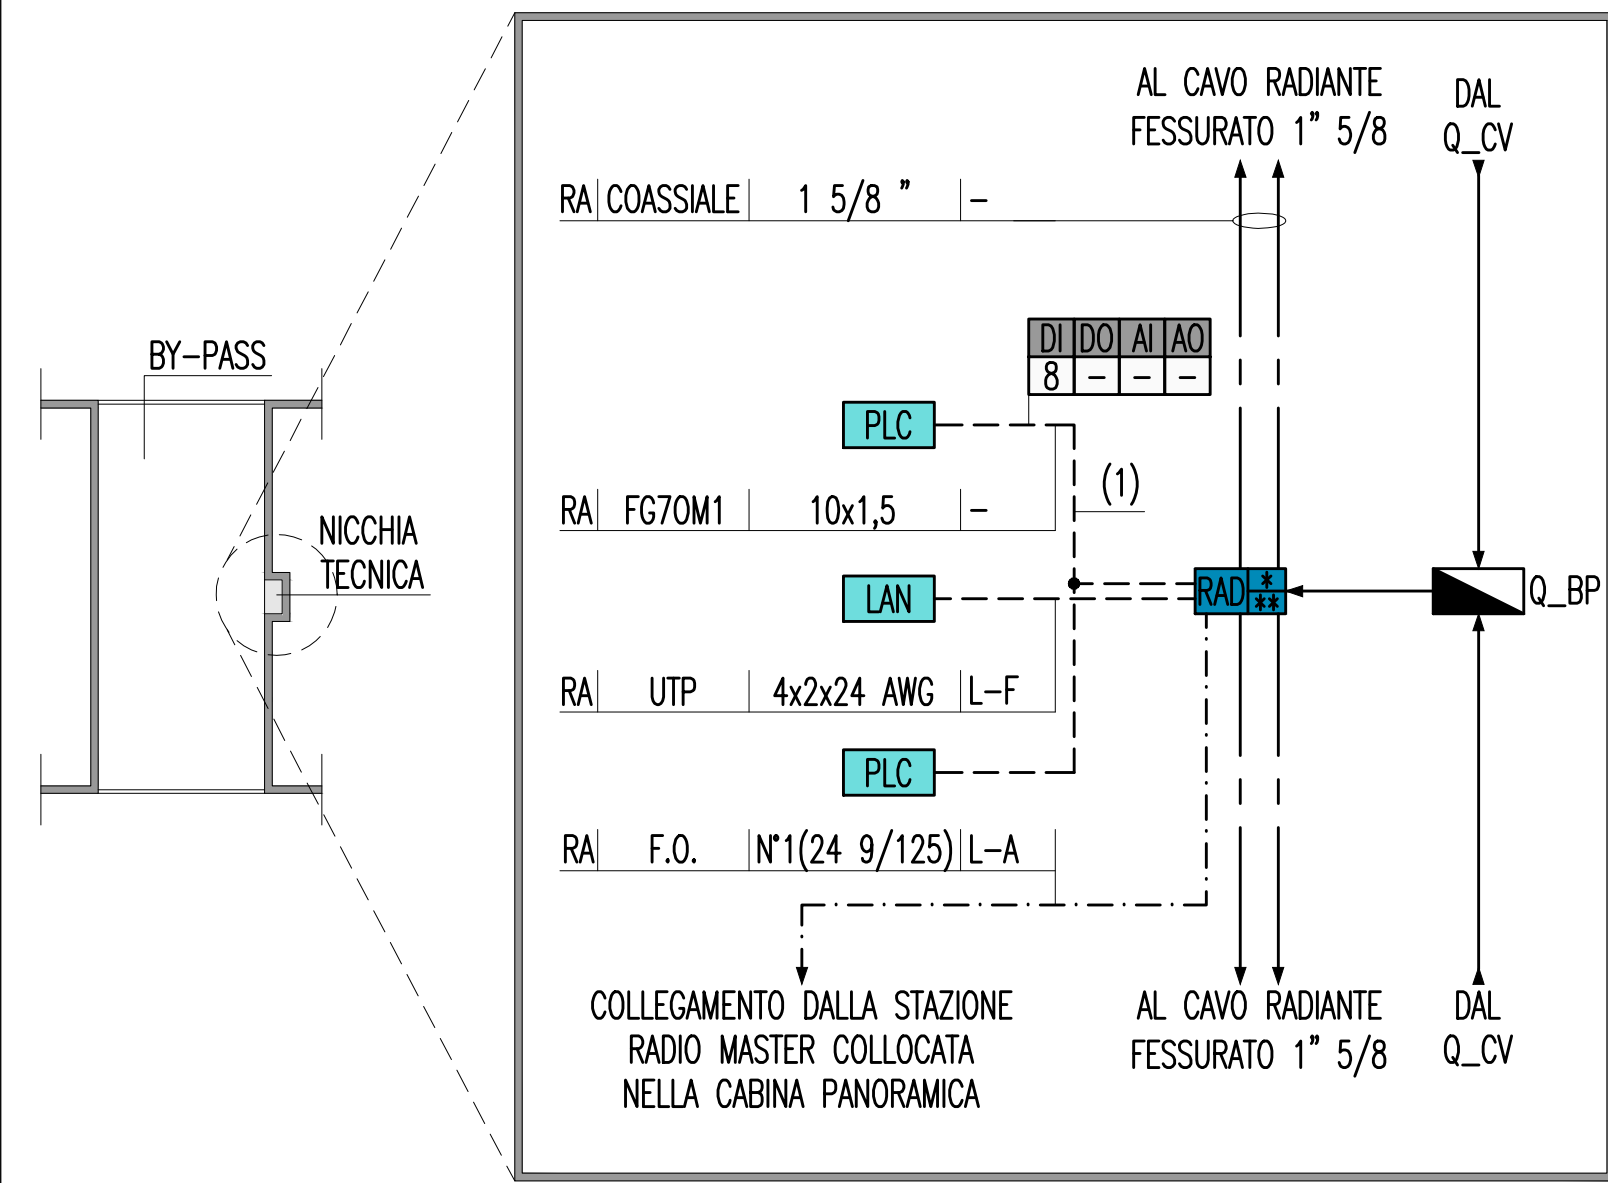 AL CAVO RADIANTE
FESSURATO 1" 5/8
DAL
Q_CV
RA COASSIALE 1 5/8 " –
DI DO AI AO
8 – – –
BY–PASS
PLC
(1)
RA FG7OM1 10x1,5 –
NICCHIA
TECNICA
LAN
RAD *
**
Q_BP
RA UTP 4x2x24 AWG L–F
PLC
RA F.O. N°1(24 9/125) L–A
COLLEGAMENTO DALLA STAZIONE
RADIO MASTER COLLOCATA
NELLA CABINA PANORAMICA
AL CAVO RADIANTE
FESSURATO 1" 5/8
DAL
Q_CV